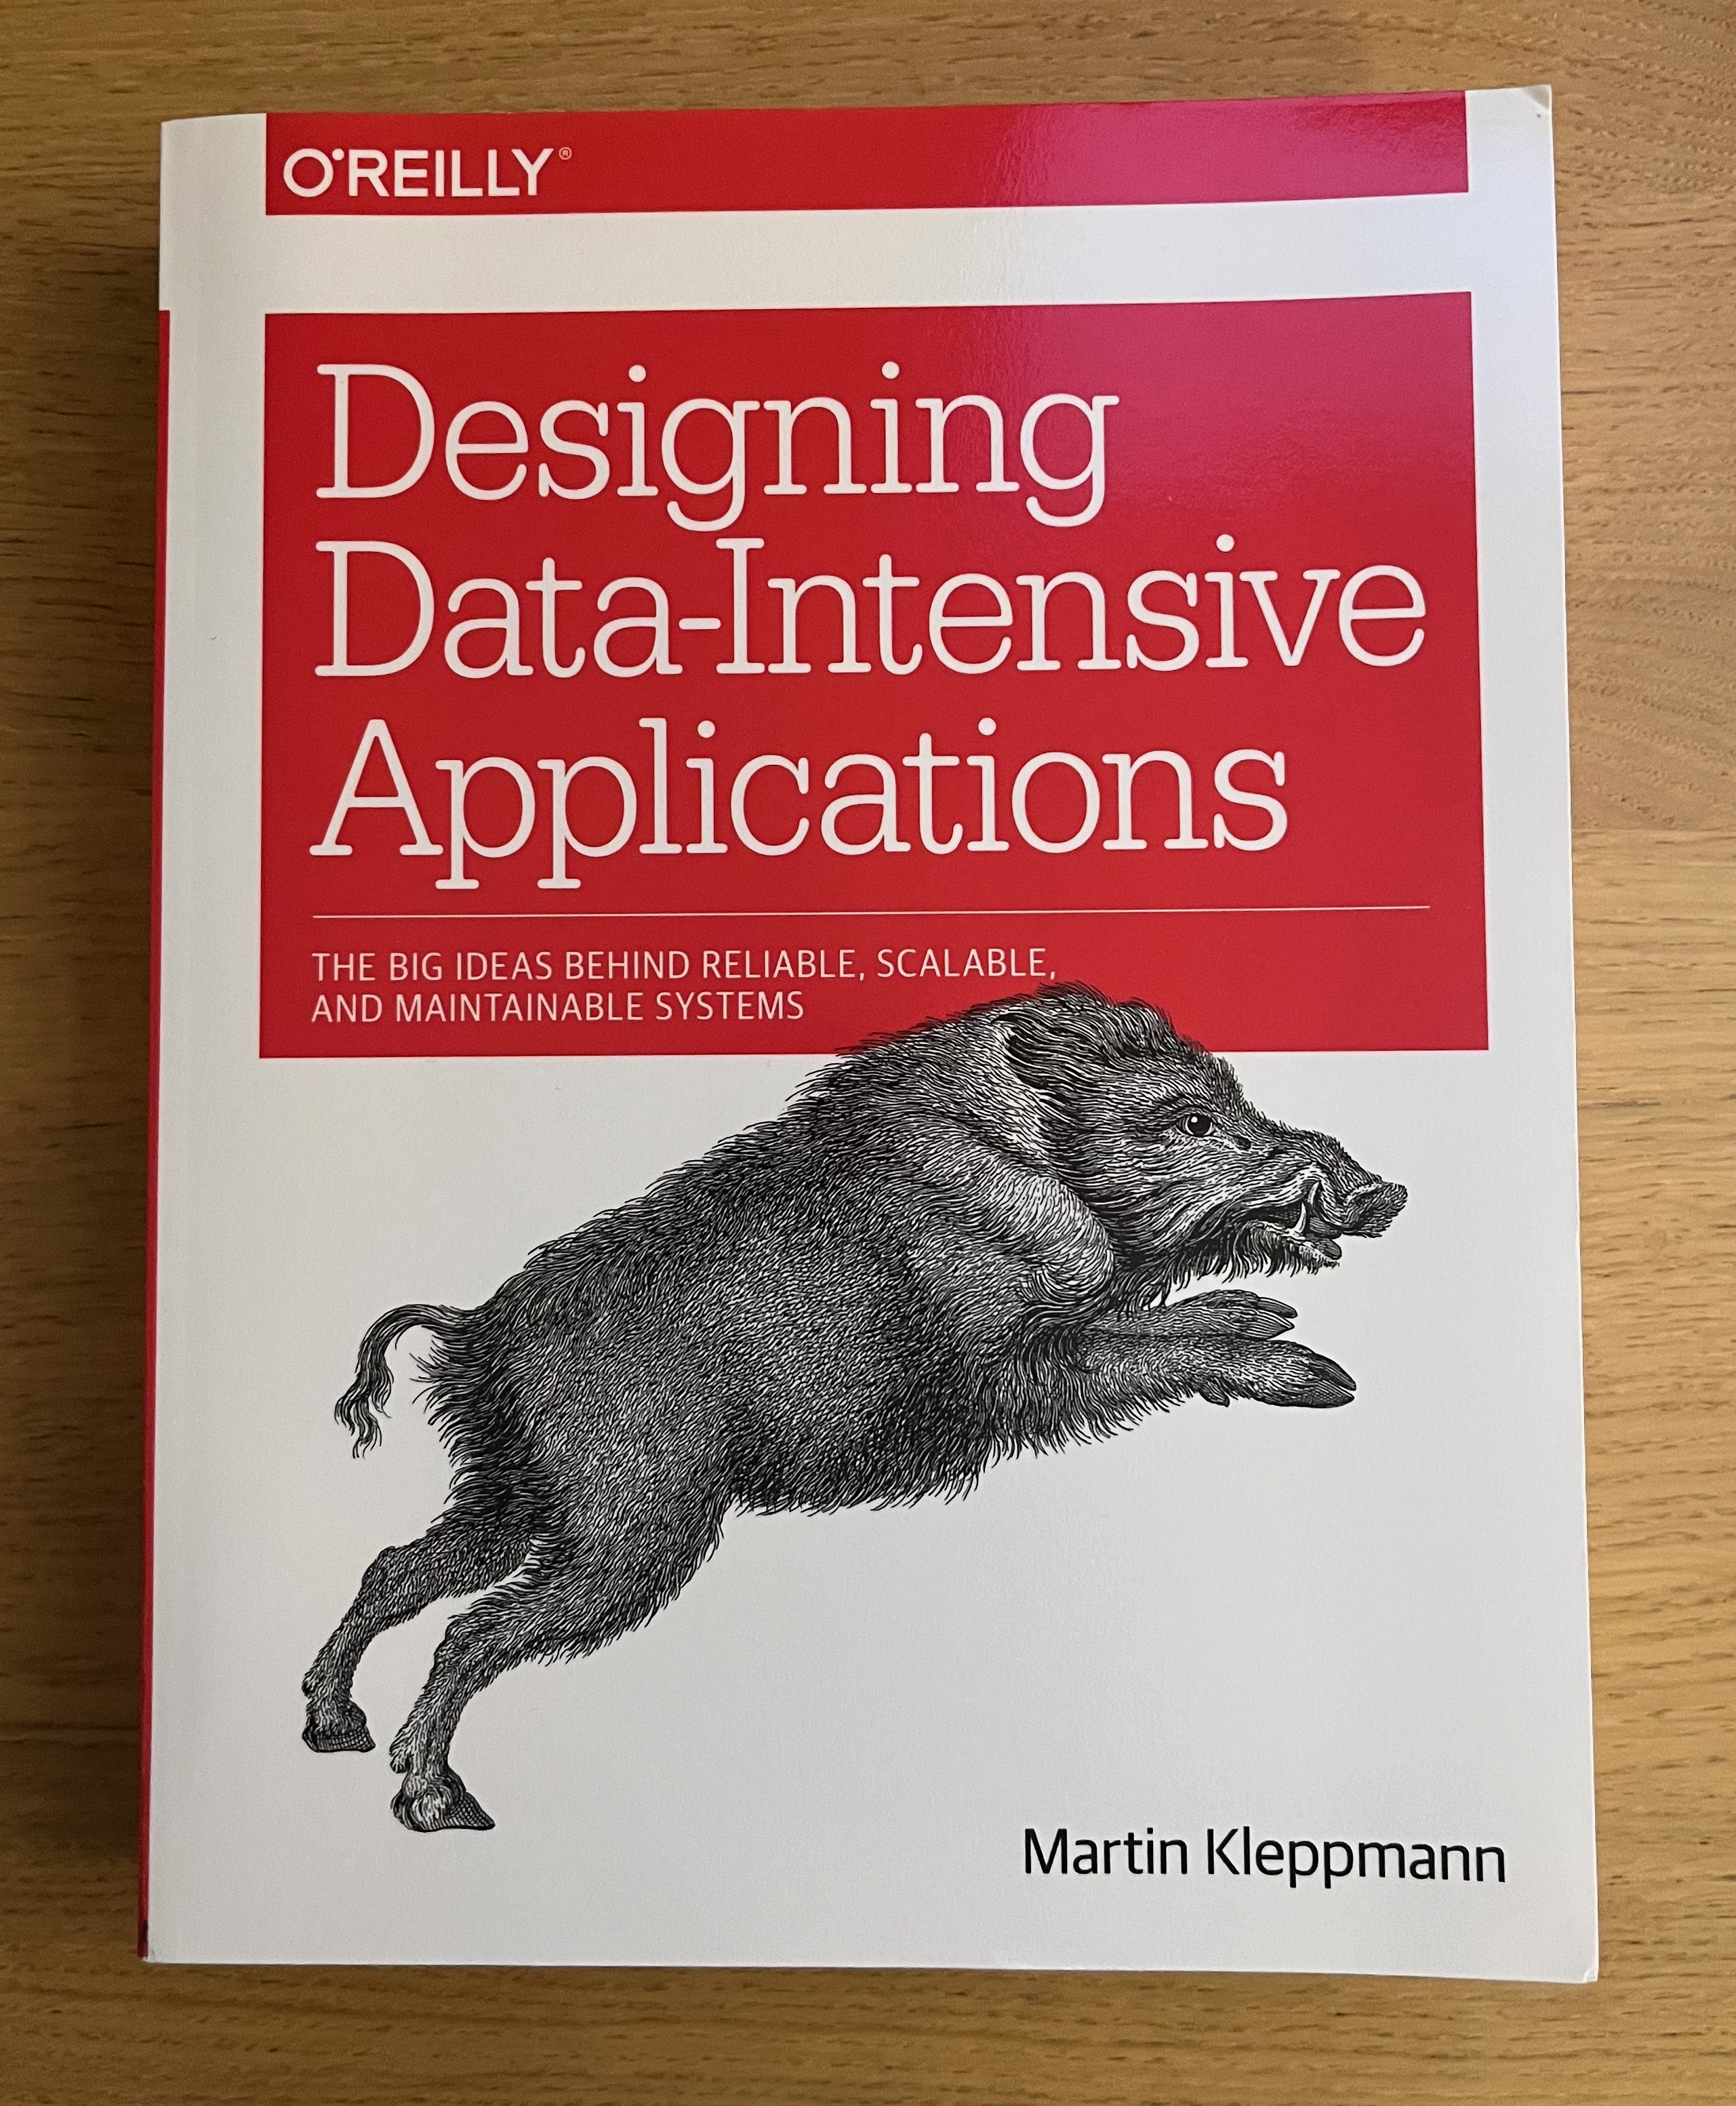 O'REILLY®
Designing
Data-Intensive
Applications
THE BIG IDEAS BEHIND RELIABLE, SCALABLE,
AND MAINTAINABLE SYSTEMS
Martin Kleppmann